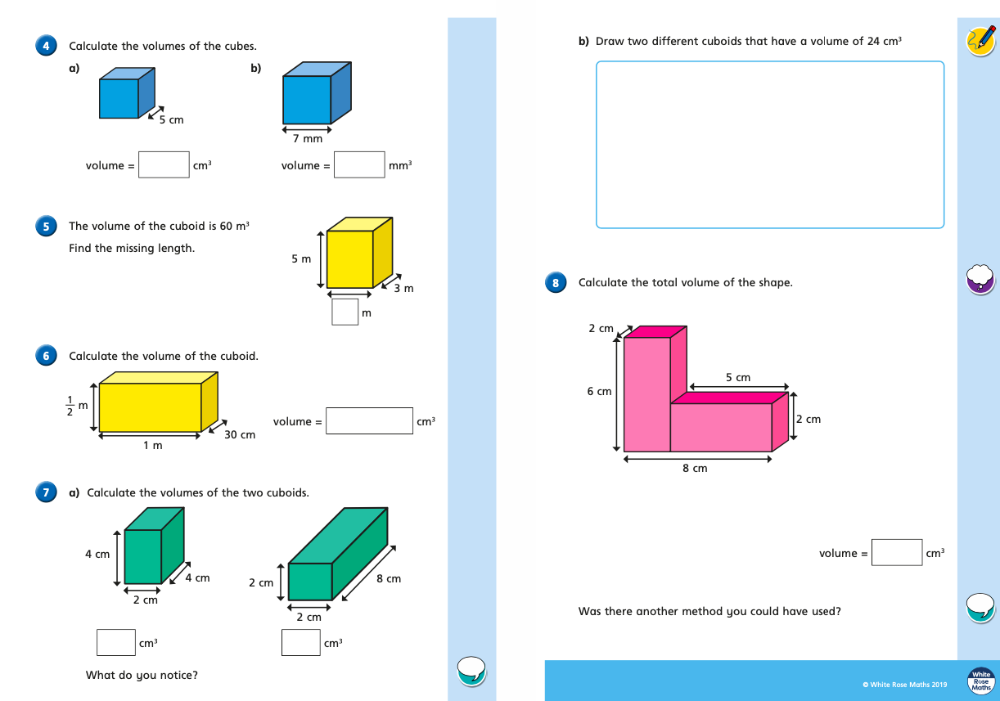 4 Calculate the volumes of the cubes.
a)
b)
5 cm
7 mm
volume = cm³
volume = mm³
5 The volume of the cuboid is 60 m³
Find the missing length.
5 m
3 m
m
6 Calculate the volume of the cuboid.
1/2 m
30 cm
1 m
volume = cm³
7 a) Calculate the volumes of the two cuboids.
4 cm
4 cm
2 cm
2 cm
8 cm
2 cm
cm³
cm³
What do you notice?
b) Draw two different cuboids that have a volume of 24 cm³
8 Calculate the total volume of the shape.
2 cm
5 cm
6 cm
2 cm
8 cm
volume = cm³
Was there another method you could have used?
© White Rose Maths 2019
White
Rose
Maths